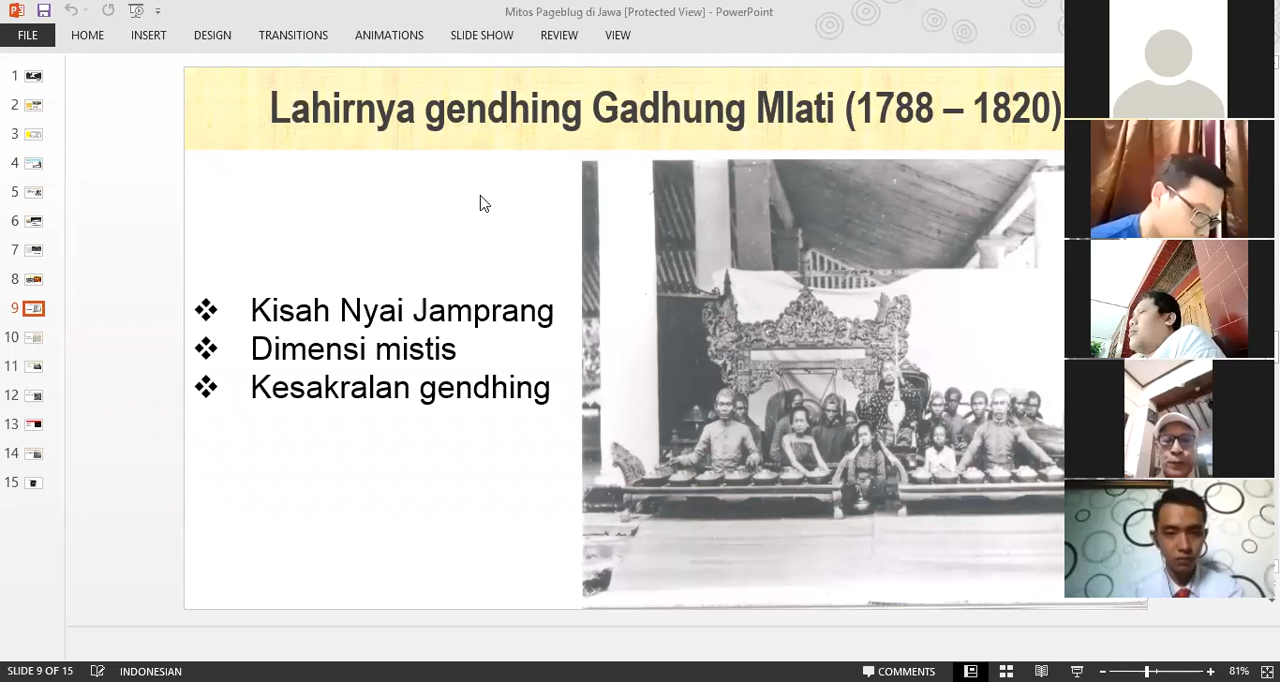 Mitos Pageblug di Jawa [Protected View] - PowerPoint
FILE HOME INSERT DESIGN TRANSITIONS ANIMATIONS SLIDE SHOW REVIEW VIEW
1
2
3
4
5
6
7
8
9
10
11
12
13
14
15
Lahirnya gendhing Gadhung Mlati (1788 – 1820)
❖ Kisah Nyai Jamprang
❖ Dimensi mistis
❖ Kesakralan gendhing
SLIDE 9 OF 15 INDONESIAN COMMENTS 81%